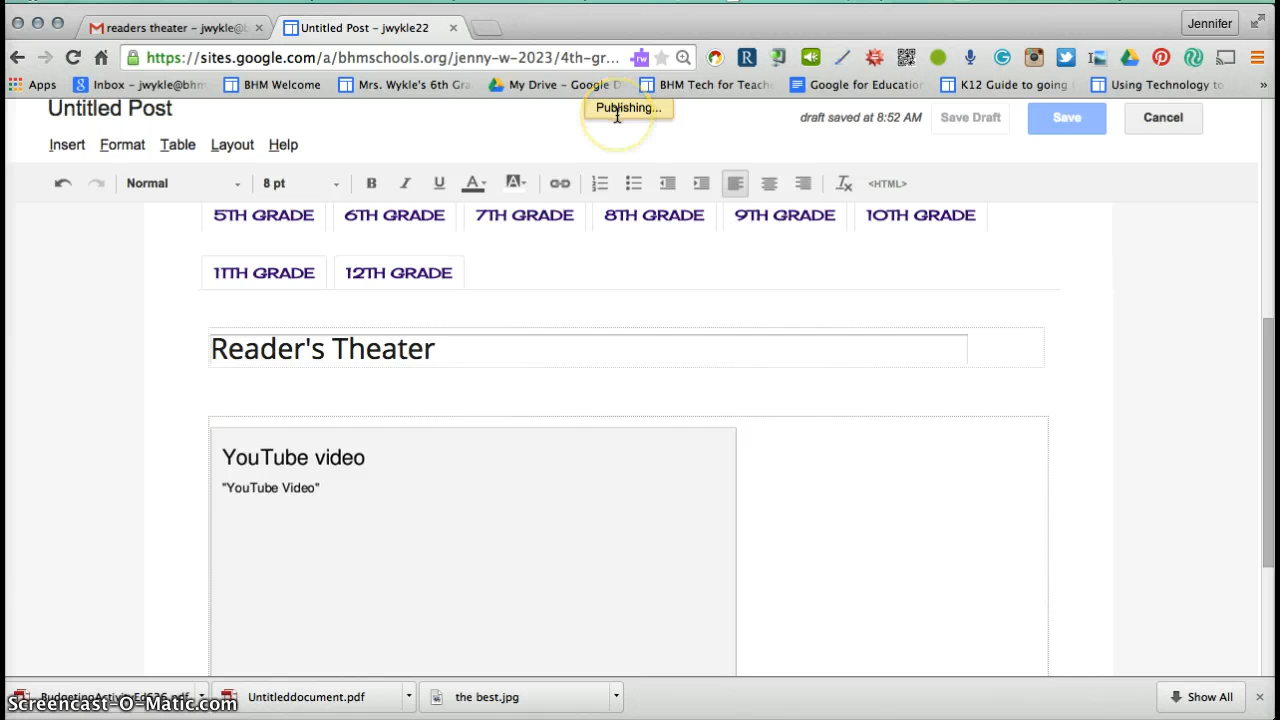 readers theater – jwykle@b
Untitled Post – jwykle22
Jennifer
https://sites.google.com/a/bhmschools.org/jenny-w-2023/4th-gr...
Apps
Inbox – jwykle@bhm
BHM Welcome
Mrs. Wykle's 6th Gra
My Drive – Google D
BHM Tech for Teache
Google for Education
K12 Guide to going
Using Technology to
»
Untitled Post
Publishing...
draft saved at 8:52 AM
Save Draft
Save
Cancel
Insert
Format
Table
Layout
Help
Normal
8 pt
B
I
U
A
A
<HTML>
5TH GRADE
6TH GRADE
7TH GRADE
8TH GRADE
9TH GRADE
10TH GRADE
11TH GRADE
12TH GRADE
Reader's Theater
YouTube video
"YouTube Video"
Untitleddocument.pdf
the best.jpg
Show All
Screencast-O-Matic.com